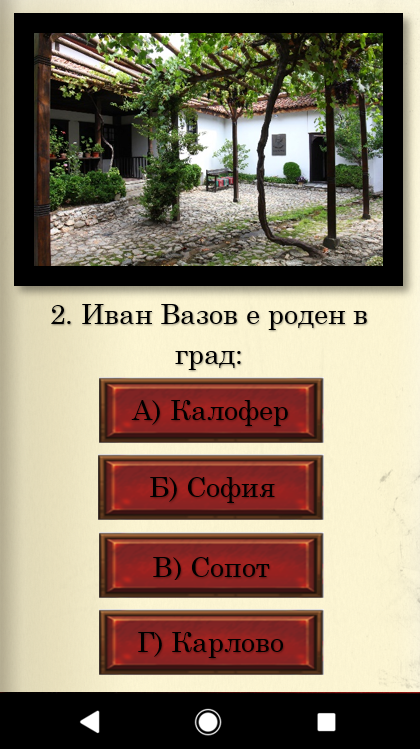 2. Иван Вазов е роден в
град:
А) Калофер
Б) София
В) Сопот
Г) Карлово